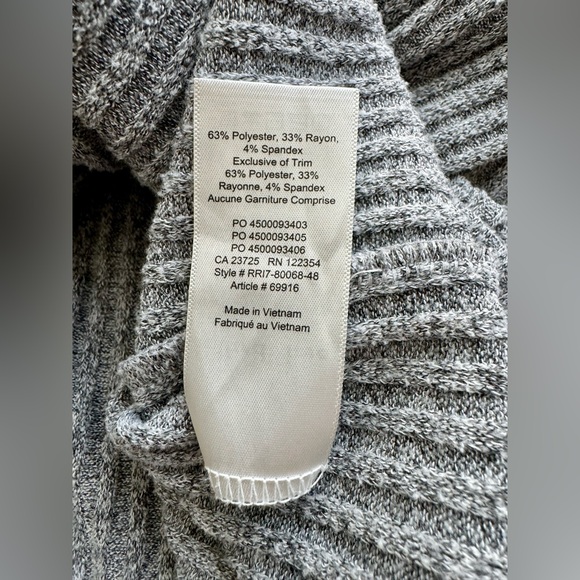 63% Polyester, 33% Rayon,
4% Spandex
Exclusive of Trim
63% Polyester, 33%
Rayonne, 4% Spandex
Aucune Garniture Comprise
PO 4500093403
PO 4500093405
PO 4500093406
CA 23725 RN 122354
Style # RRI7-80068-48
Article # 69916
Made in Vietnam
Fabriqué au Vietnam